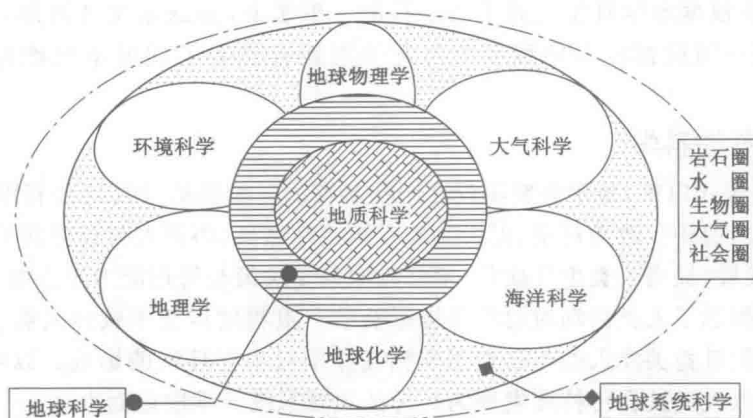 地球物理学
环境科学
大气科学
岩石圈
水 圈
生物圈
大气圈
社会圈
地质科学
地理学
海洋科学
地球化学
地球科学
地球系统科学